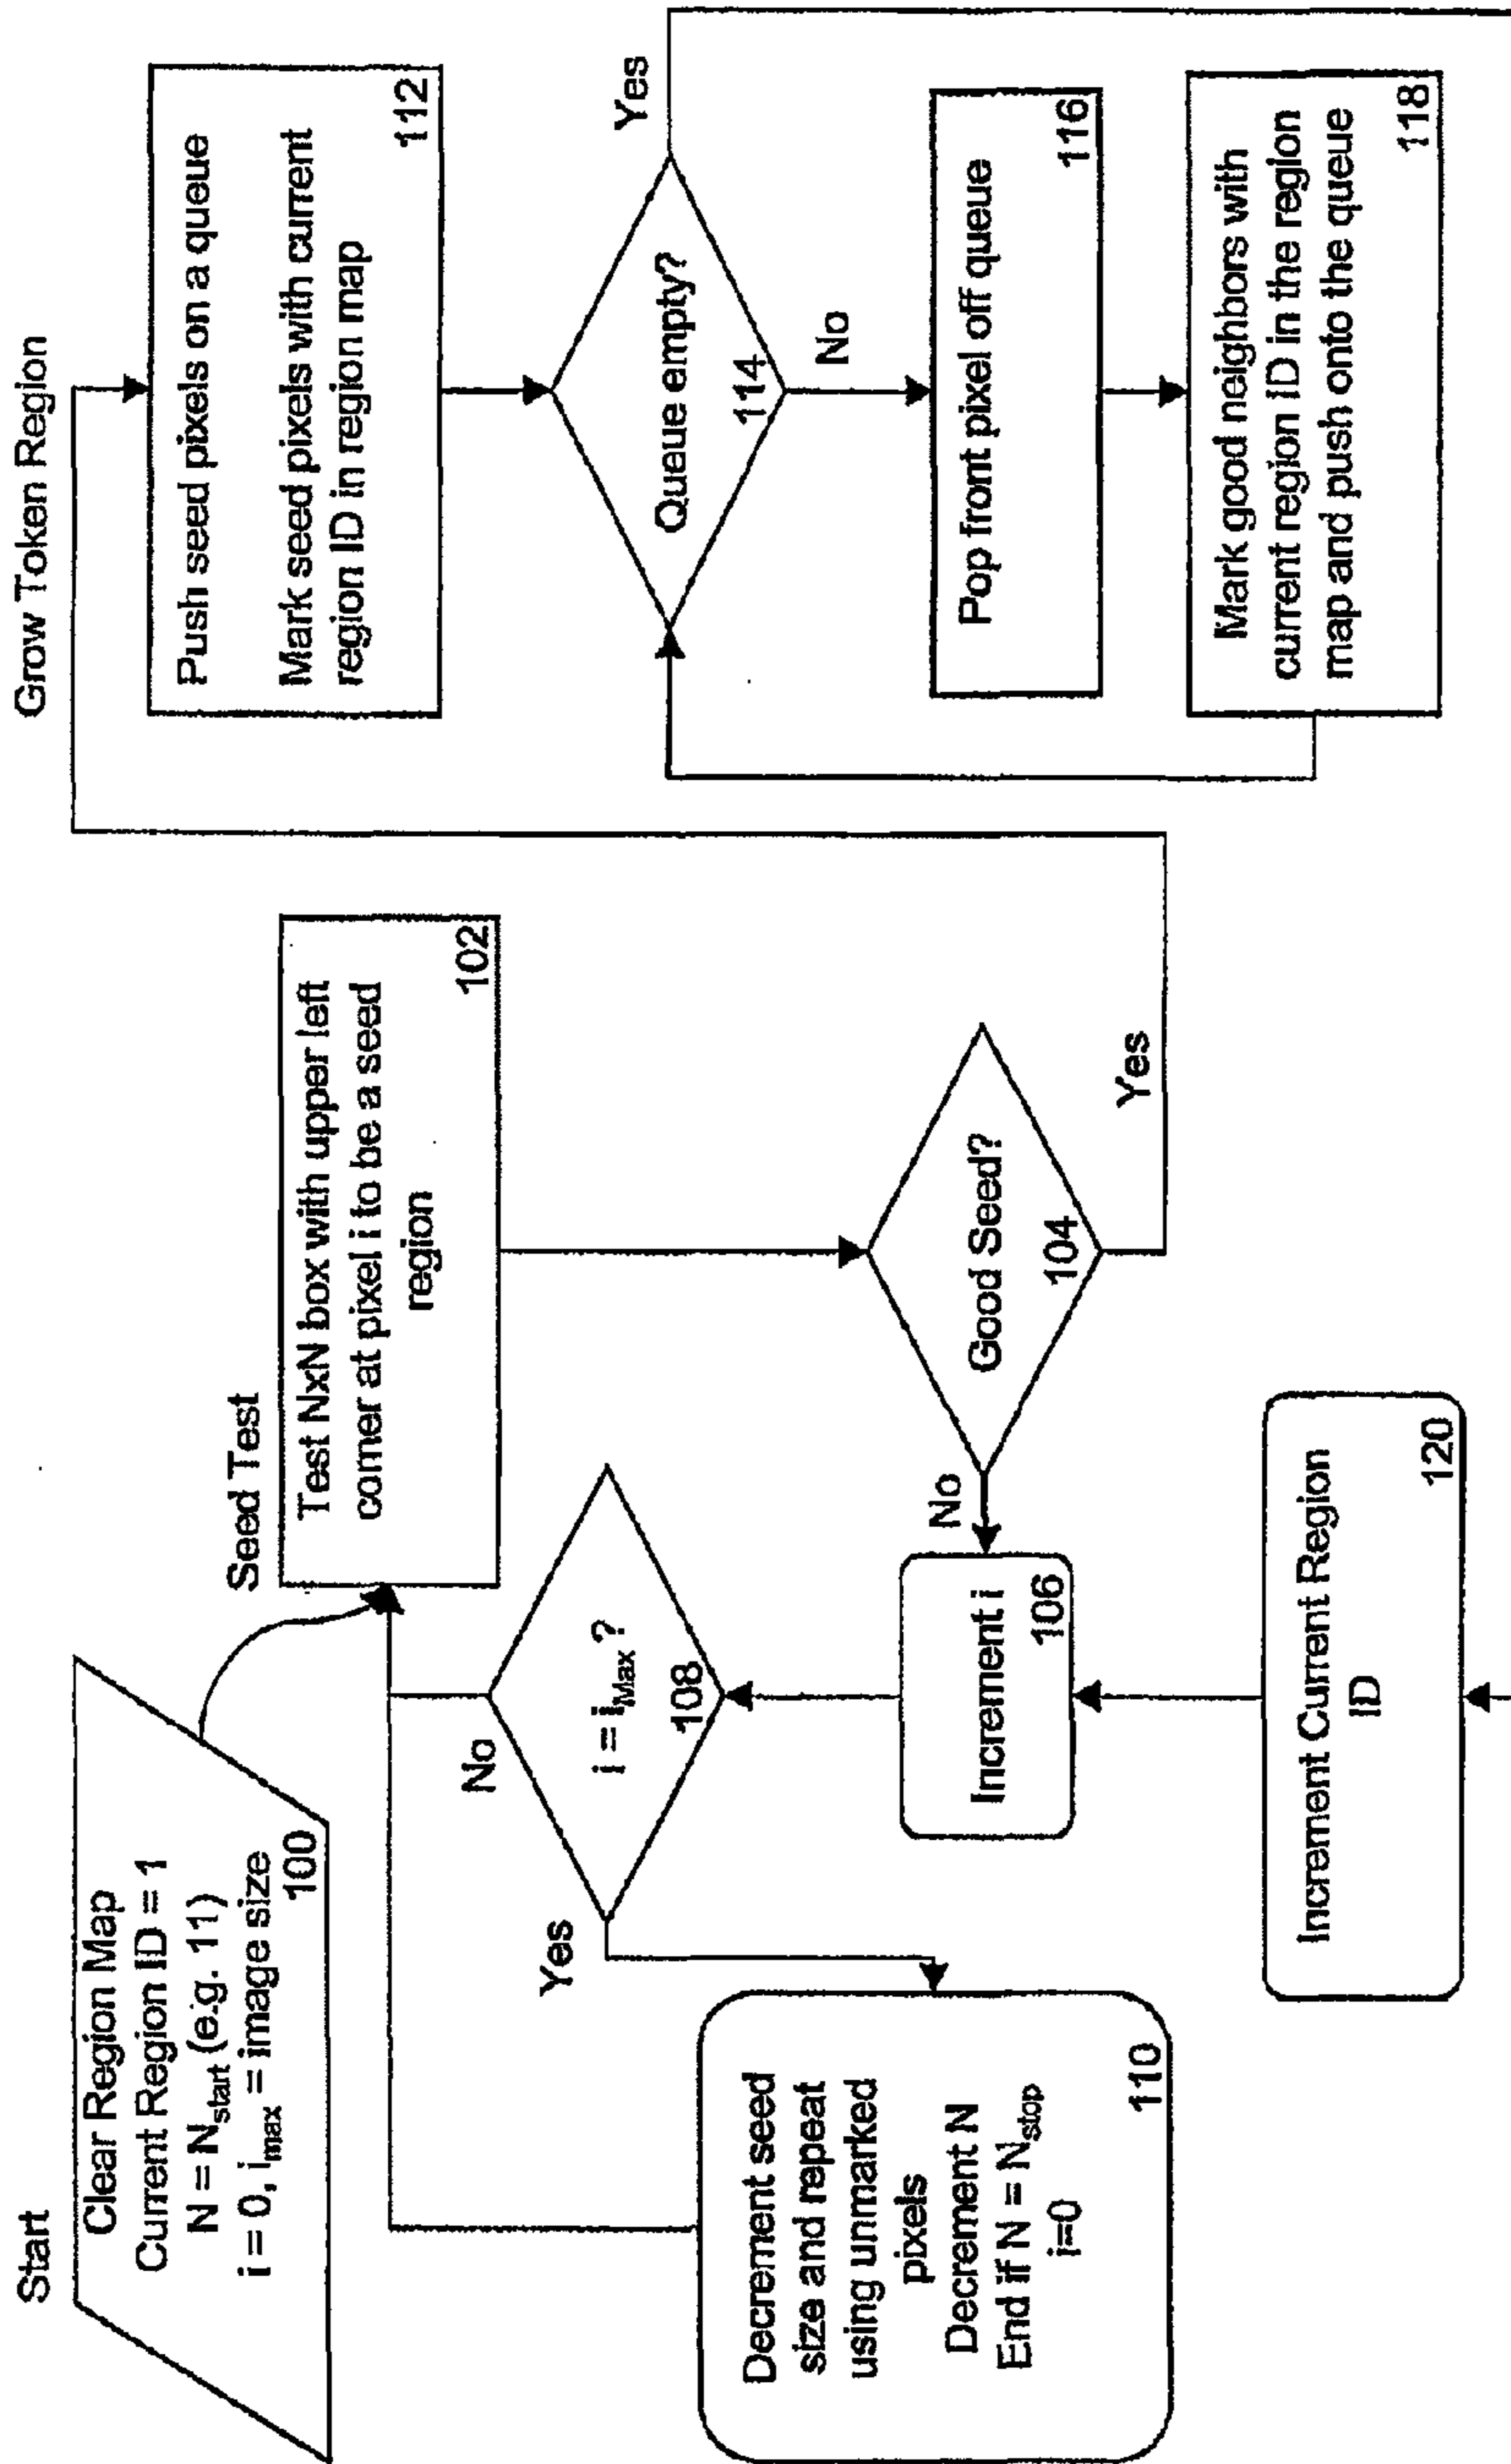 Start
Clear Region Map
Current Region ID = 1
N = Nstart (e.g. 11)
i = 0, imax = image size
100
Seed Test
Test NxN box with upper left
corner at pixel i to be a seed
region
102
Good Seed?
104
No
Yes
Increment i
106
i = iMax?
108
No
Yes
Decrement seed
size and repeat
using unmarked
pixels
Decrement N
End if N = Nstop
i=0
110
Increment Current Region
ID
120
Grow Token Region
Push seed pixels on a queue
Mark seed pixels with current
region ID in region map
112
Queue empty?
114
Yes
No
Pop front pixel off queue
116
Mark good neighbors with
current region ID in the region
map and push onto the queue
118